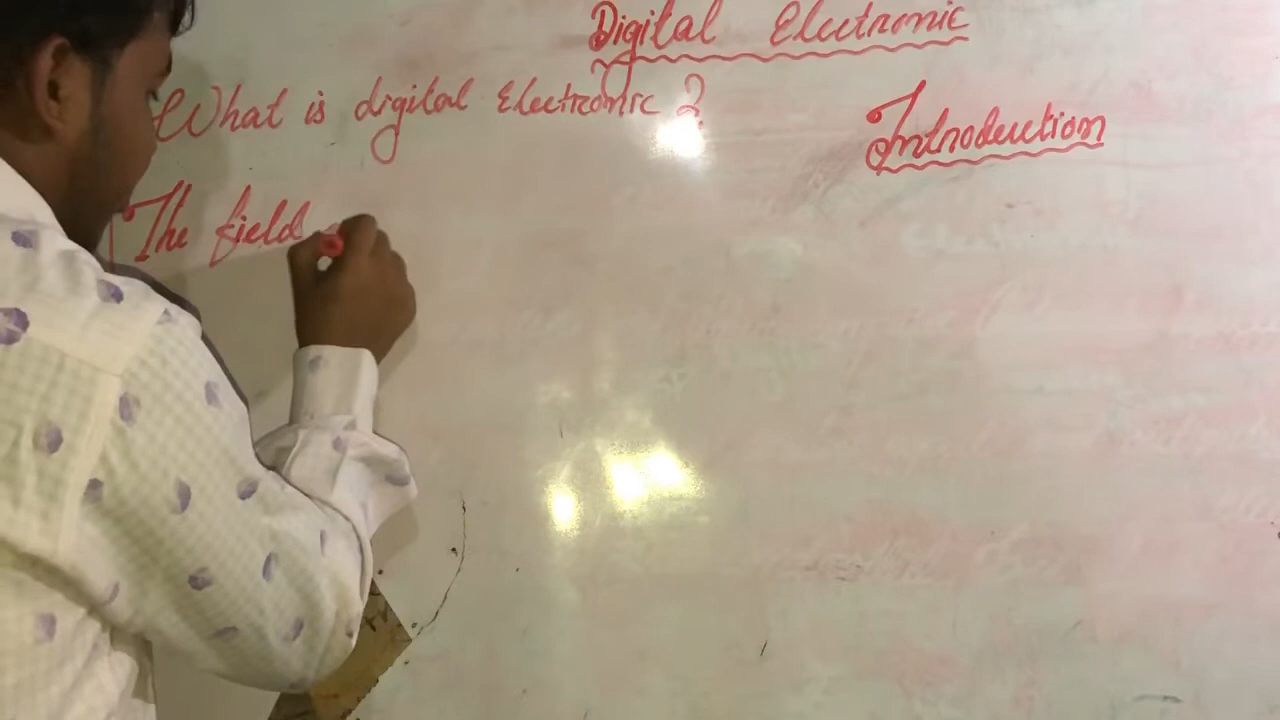 Digital Electronic
What is digital Electronic ?
Introduction
The field